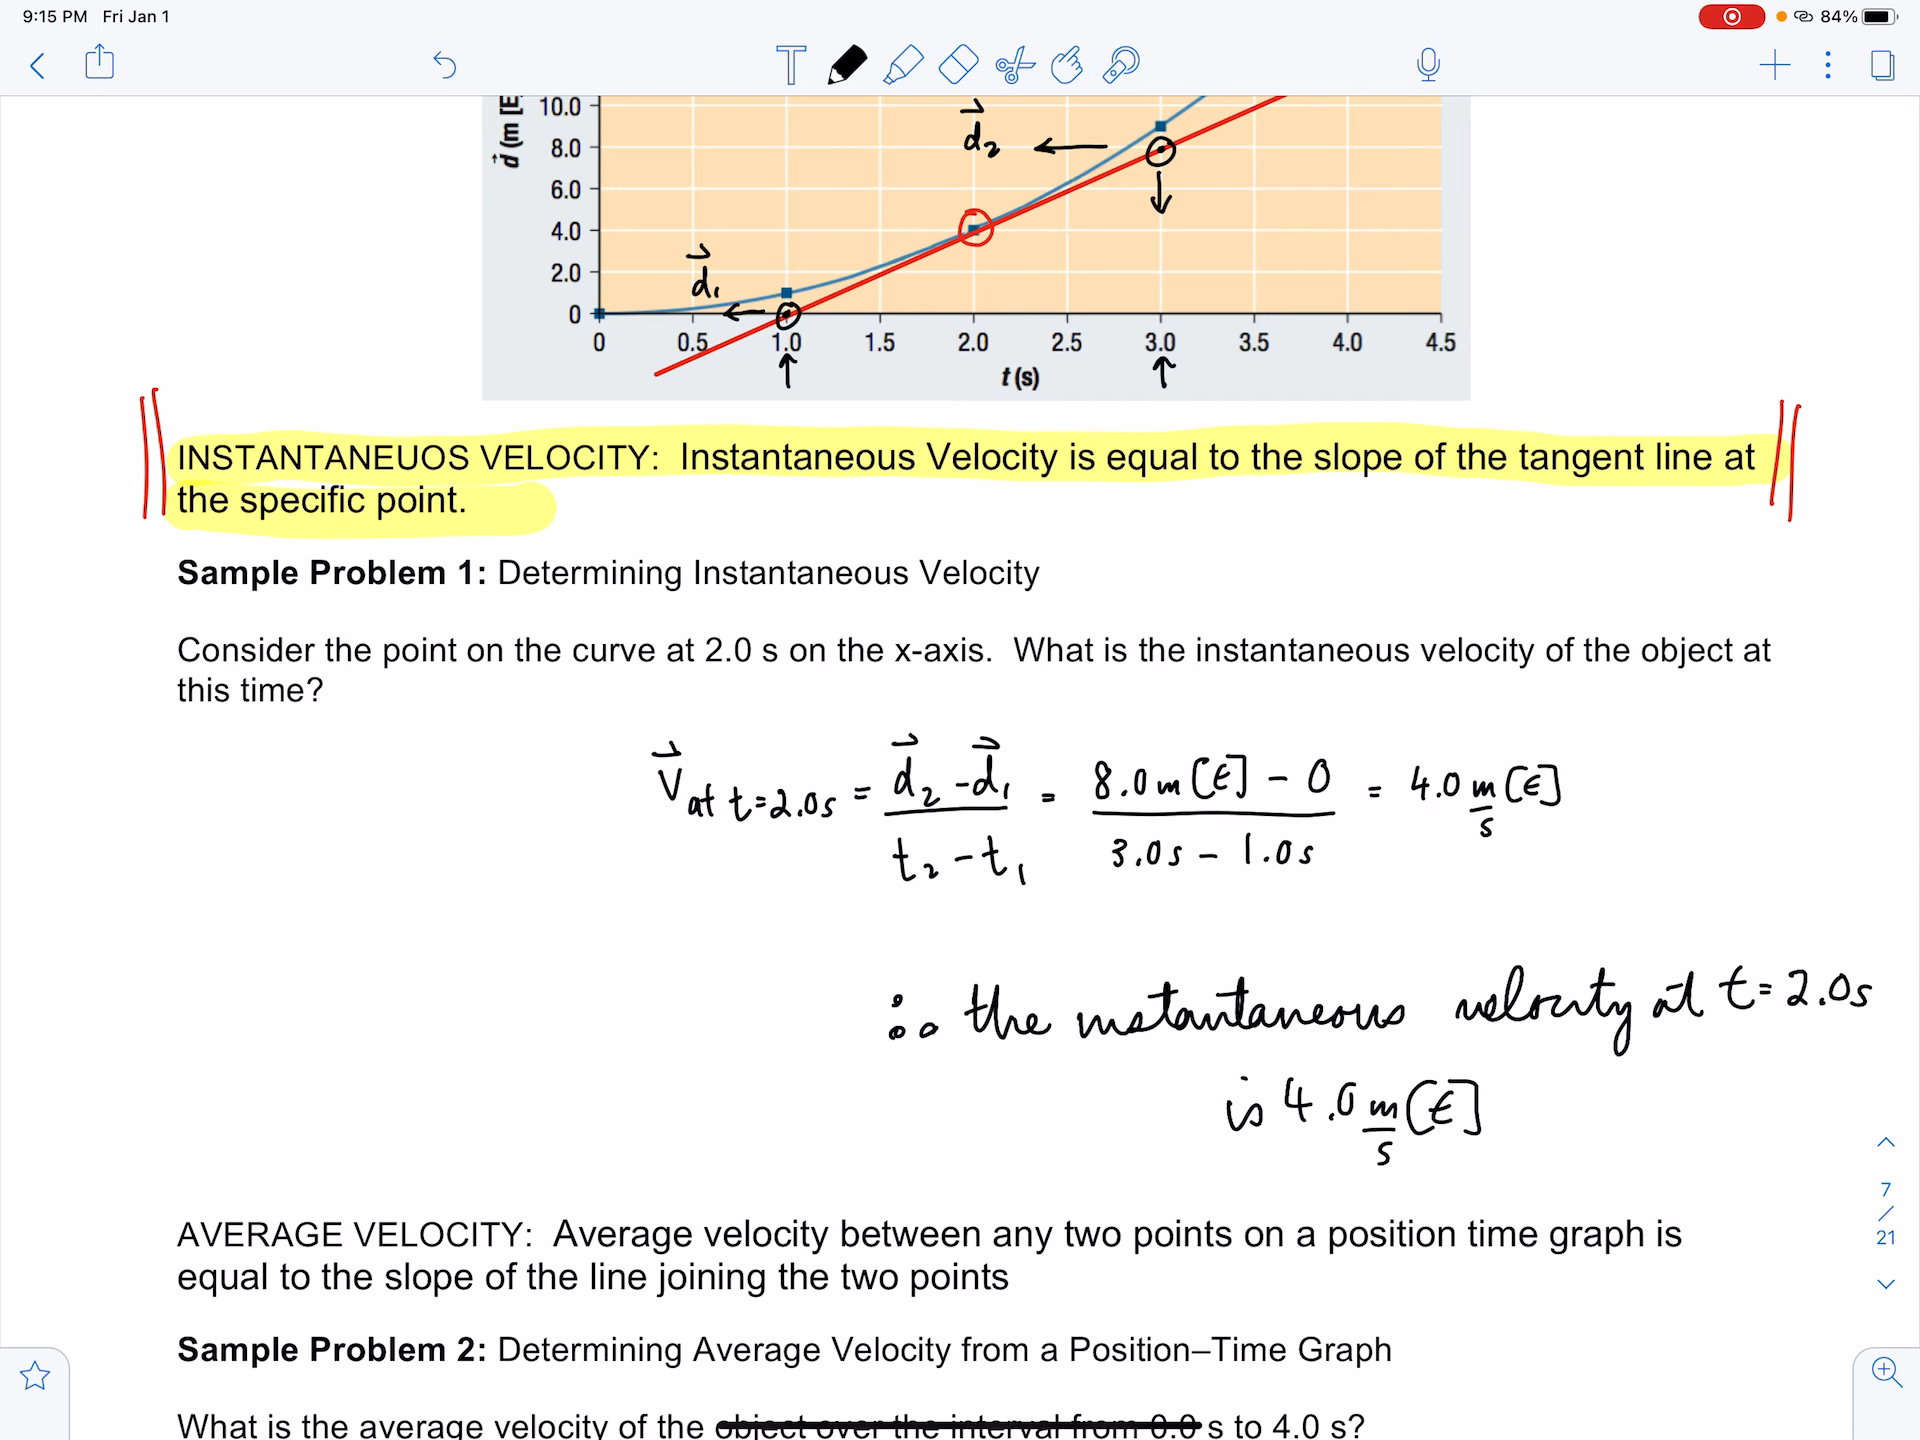 9:15 PM Fri Jan 1
84%
d⃗ (m [E
10.0
8.0
6.0
4.0
2.0
0
d⃗₂
d⃗₁
0 0.5 1.0 1.5 2.0 2.5 3.0 3.5 4.0 4.5
t (s)
INSTANTANEUOS VELOCITY: Instantaneous Velocity is equal to the slope of the tangent line at
the specific point.
Sample Problem 1: Determining Instantaneous Velocity
Consider the point on the curve at 2.0 s on the x-axis. What is the instantaneous velocity of the object at
this time?
V⃗ at t=2.0s = (d⃗₂ - d⃗₁)/(t₂ - t₁) = (8.0m [E] - 0)/(3.0s - 1.0s) = 4.0 m/s [E]
∴ the instantaneous velocity at t = 2.0s
is 4.0 m/s [E]
7
/
21
AVERAGE VELOCITY: Average velocity between any two points on a position time graph is
equal to the slope of the line joining the two points
Sample Problem 2: Determining Average Velocity from a Position–Time Graph
What is the average velocity of the object over the interval from 0.0 s to 4.0 s?